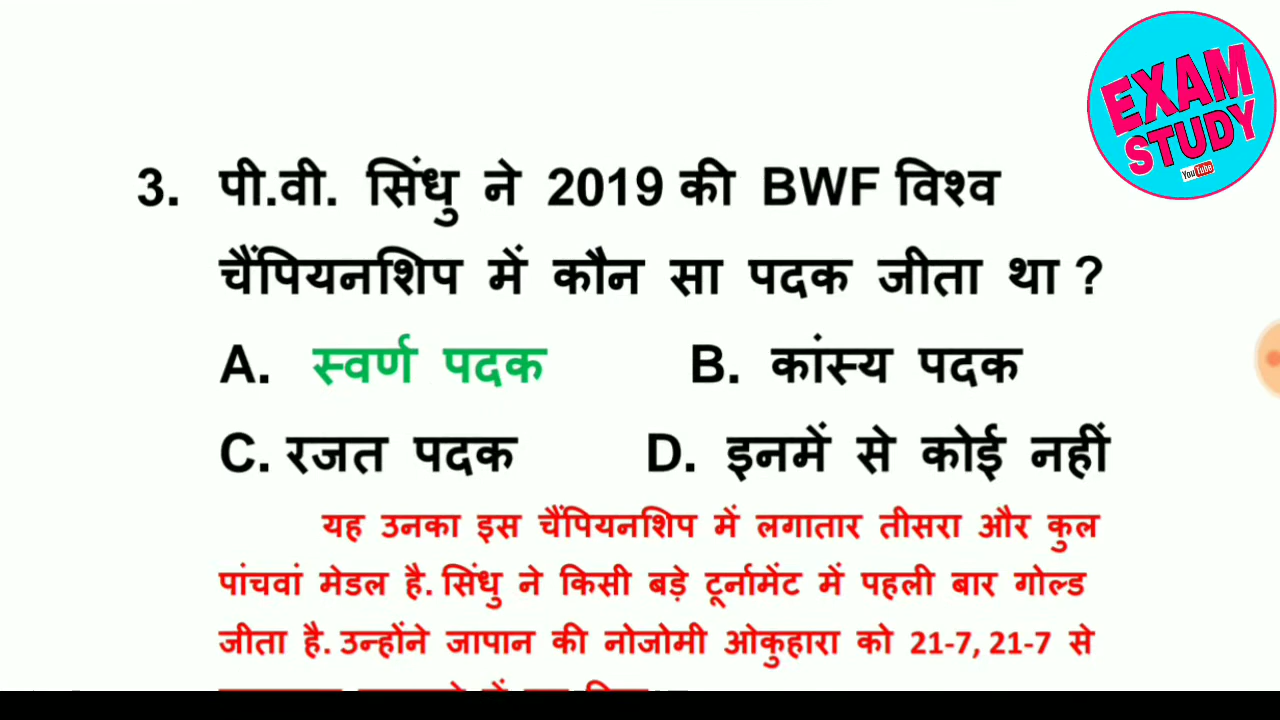 EXAM
STUDY
YouTube
3. पी.वी. सिंधु ने 2019 की BWF विश्व
चैंपियनशिप में कौन सा पदक जीता था ?
A. स्वर्ण पदक B. कांस्य पदक
C. रजत पदक D. इनमें से कोई नहीं
यह उनका इस चैंपियनशिप में लगातार तीसरा और कुल
पांचवां मेडल है. सिंधु ने किसी बड़े टूर्नामेंट में पहली बार गोल्ड
जीता है. उन्होंने जापान की नोजोमी ओकुहारा को 21-7, 21-7 से